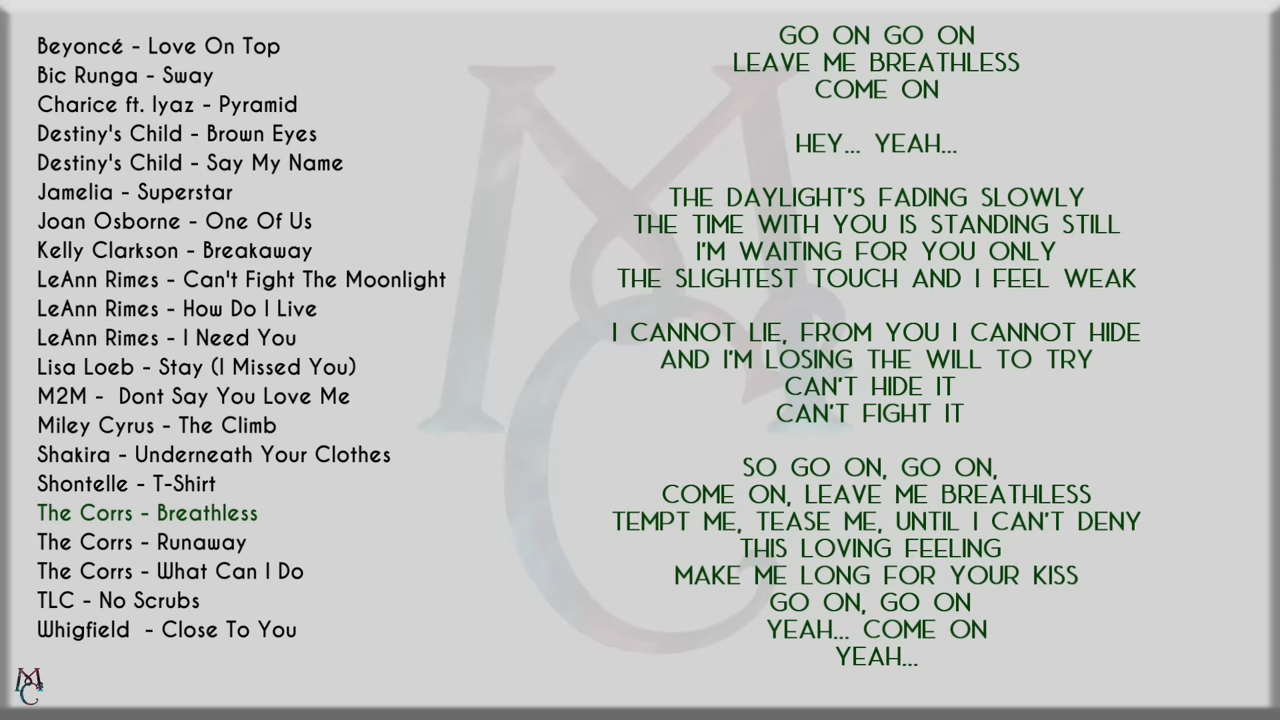 Beyoncé - Love On Top
Bic Runga - Sway
Charice ft. Iyaz - Pyramid
Destiny's Child - Brown Eyes
Destiny's Child - Say My Name
Jamelia - Superstar
Joan Osborne - One Of Us
Kelly Clarkson - Breakaway
LeAnn Rimes - Can't Fight The Moonlight
LeAnn Rimes - How Do I Live
LeAnn Rimes - I Need You
Lisa Loeb - Stay (I Missed You)
M2M -  Dont Say You Love Me
Miley Cyrus - The Climb
Shakira - Underneath Your Clothes
Shontelle - T-Shirt
The Corrs - Breathless
The Corrs - Runaway
The Corrs - What Can I Do
TLC - No Scrubs
Whigfield  - Close To You
GO ON GO ON
LEAVE ME BREATHLESS
COME ON
HEY... YEAH...
THE DAYLIGHT'S FADING SLOWLY
THE TIME WITH YOU IS STANDING STILL
I'M WAITING FOR YOU ONLY
THE SLIGHTEST TOUCH AND I FEEL WEAK
I CANNOT LIE, FROM YOU I CANNOT HIDE
AND I'M LOSING THE WILL TO TRY
CAN'T HIDE IT
CAN'T FIGHT IT
SO GO ON, GO ON,
COME ON, LEAVE ME BREATHLESS
TEMPT ME, TEASE ME, UNTIL I CAN'T DENY
THIS LOVING FEELING
MAKE ME LONG FOR YOUR KISS
GO ON, GO ON
YEAH... COME ON
YEAH...
MC
MC